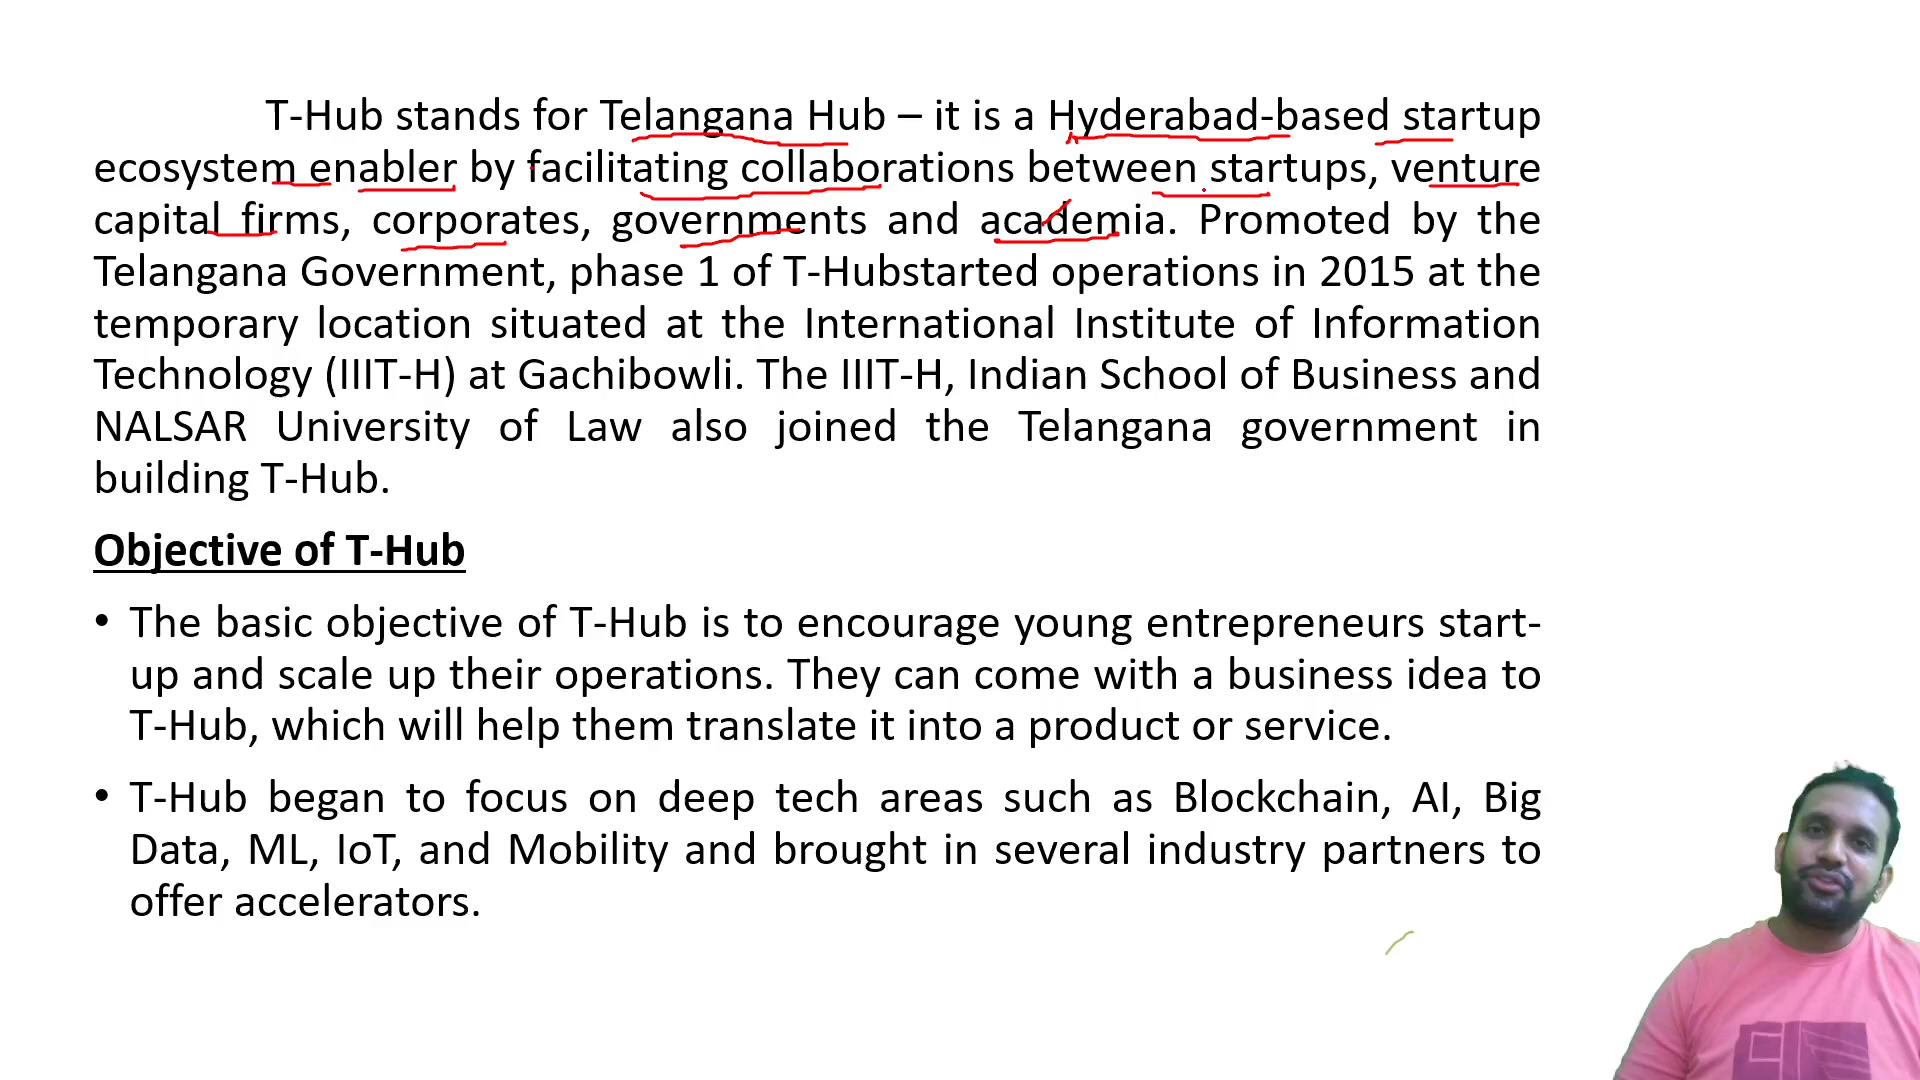 T-Hub stands for Telangana Hub – it is a Hyderabad-based startup
ecosystem enabler by facilitating collaborations between startups, venture
capital firms, corporates, governments and academia. Promoted by the
Telangana Government, phase 1 of T-Hubstarted operations in 2015 at the
temporary location situated at the International Institute of Information
Technology (IIIT-H) at Gachibowli. The IIIT-H, Indian School of Business and
NALSAR University of Law also joined the Telangana government in
building T-Hub.
Objective of T-Hub
• The basic objective of T-Hub is to encourage young entrepreneurs start-
up and scale up their operations. They can come with a business idea to
T-Hub, which will help them translate it into a product or service.
• T-Hub began to focus on deep tech areas such as Blockchain, AI, Big
Data, ML, IoT, and Mobility and brought in several industry partners to
offer accelerators.